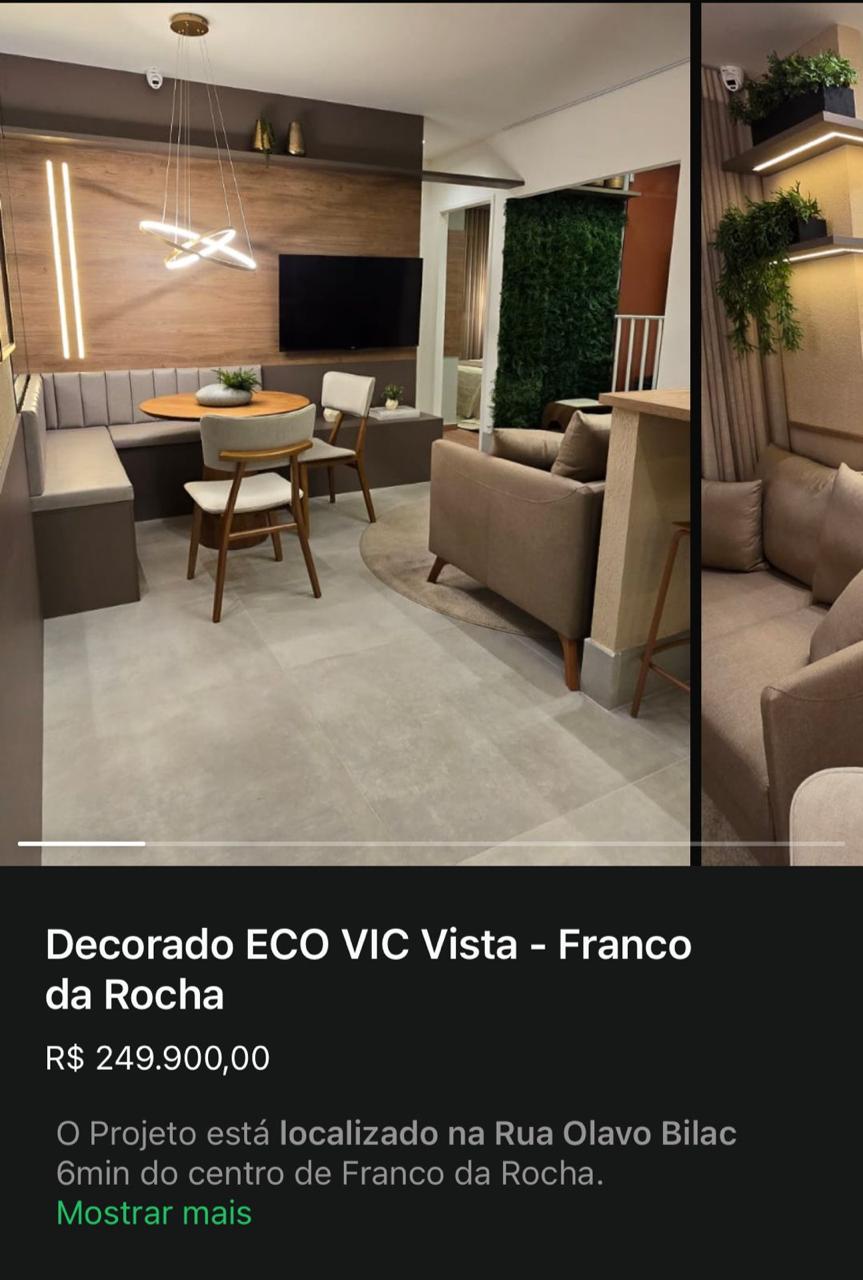 Decorado ECO VIC Vista - Franco
da Rocha
R$ 249.900,00
O Projeto está localizado na Rua Olavo Bilac
6min do centro de Franco da Rocha.
Mostrar mais